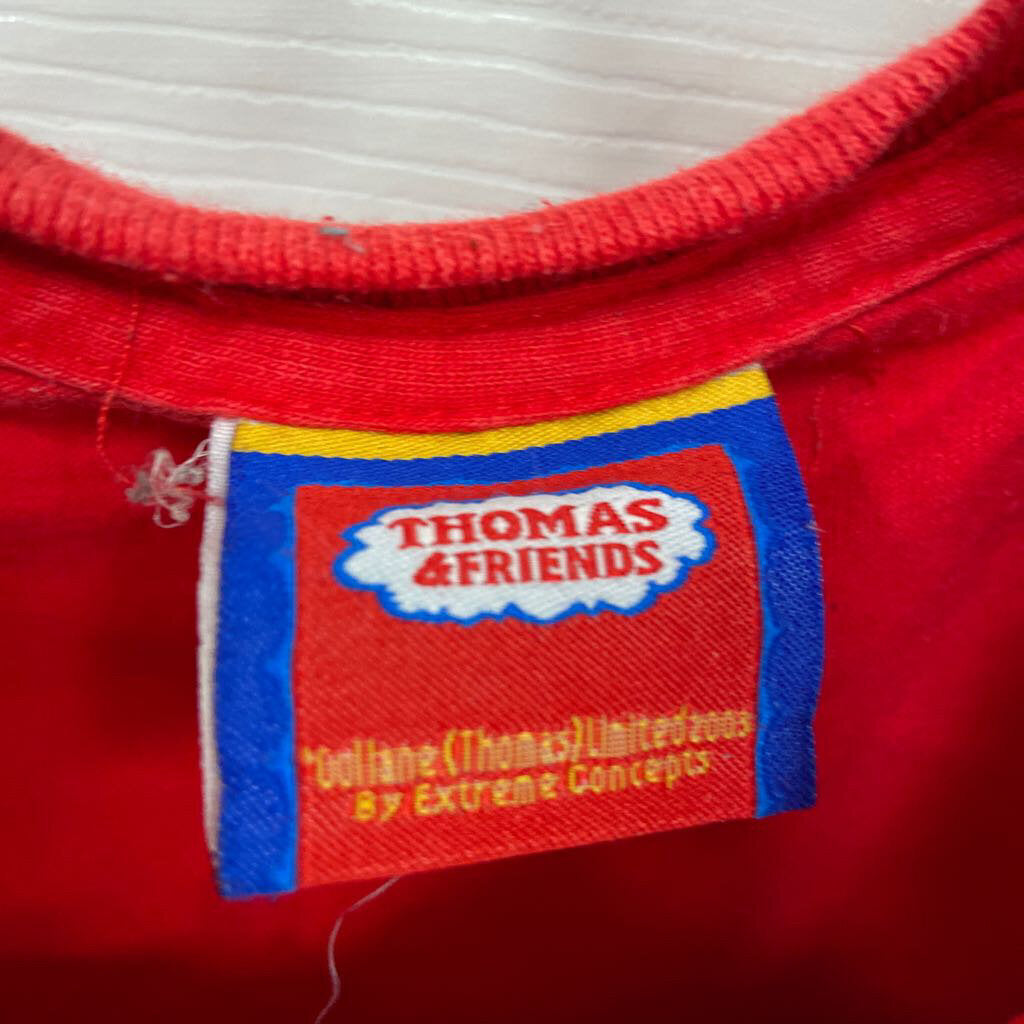 THOMAS
&FRIENDS
Gullane (Thomas) Limited 2003
By Extreme Concepts